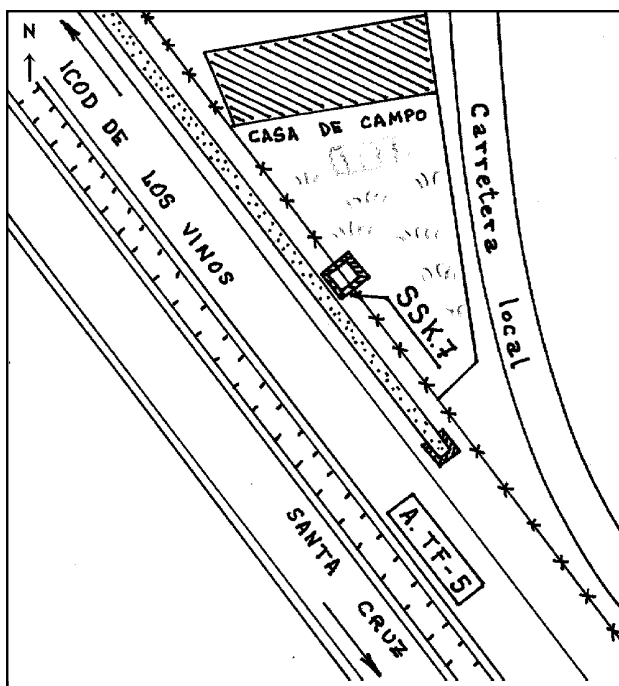 N
ICOD DE LOS VINOS
CASA DE CAMPO
Carretera local
SSK.7
A. TF-5
SANTA CRUZ